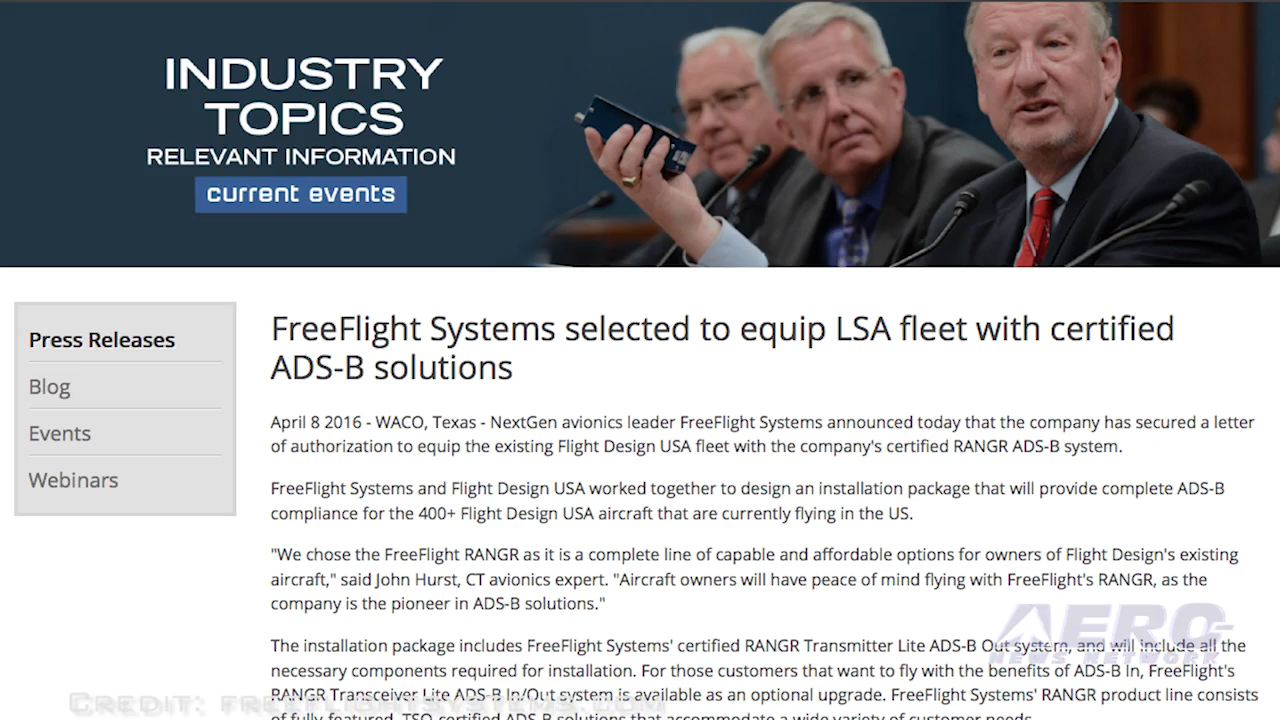 INDUSTRY
TOPICS
RELEVANT INFORMATION
current events
Press Releases
Blog
Events
Webinars
FreeFlight Systems selected to equip LSA fleet with certified
ADS-B solutions
April 8 2016 - WACO, Texas - NextGen avionics leader FreeFlight Systems announced today that the company has secured a letter
of authorization to equip the existing Flight Design USA fleet with the company's certified RANGR ADS-B system.
FreeFlight Systems and Flight Design USA worked together to design an installation package that will provide complete ADS-B
compliance for the 400+ Flight Design USA aircraft that are currently flying in the US.
"We chose the FreeFlight RANGR as it is a complete line of capable and affordable options for owners of Flight Design's existing
aircraft," said John Hurst, CT avionics expert. "Aircraft owners will have peace of mind flying with FreeFlight's RANGR, as the
company is the pioneer in ADS-B solutions."
The installation package includes FreeFlight Systems' certified RANGR Transmitter Lite ADS-B Out system, and will include all the
necessary components required for installation. For those customers that want to fly with the benefits of ADS-B In, FreeFlight's
RANGR Transceiver Lite ADS-B In/Out system is available as an optional upgrade. FreeFlight Systems' RANGR product line consists
of fully-featured, TSO-certified ADS-B solutions that accommodate a wide variety of customer needs.
AERO
NEWS NETWORK
Credit: freeflightsystems.com